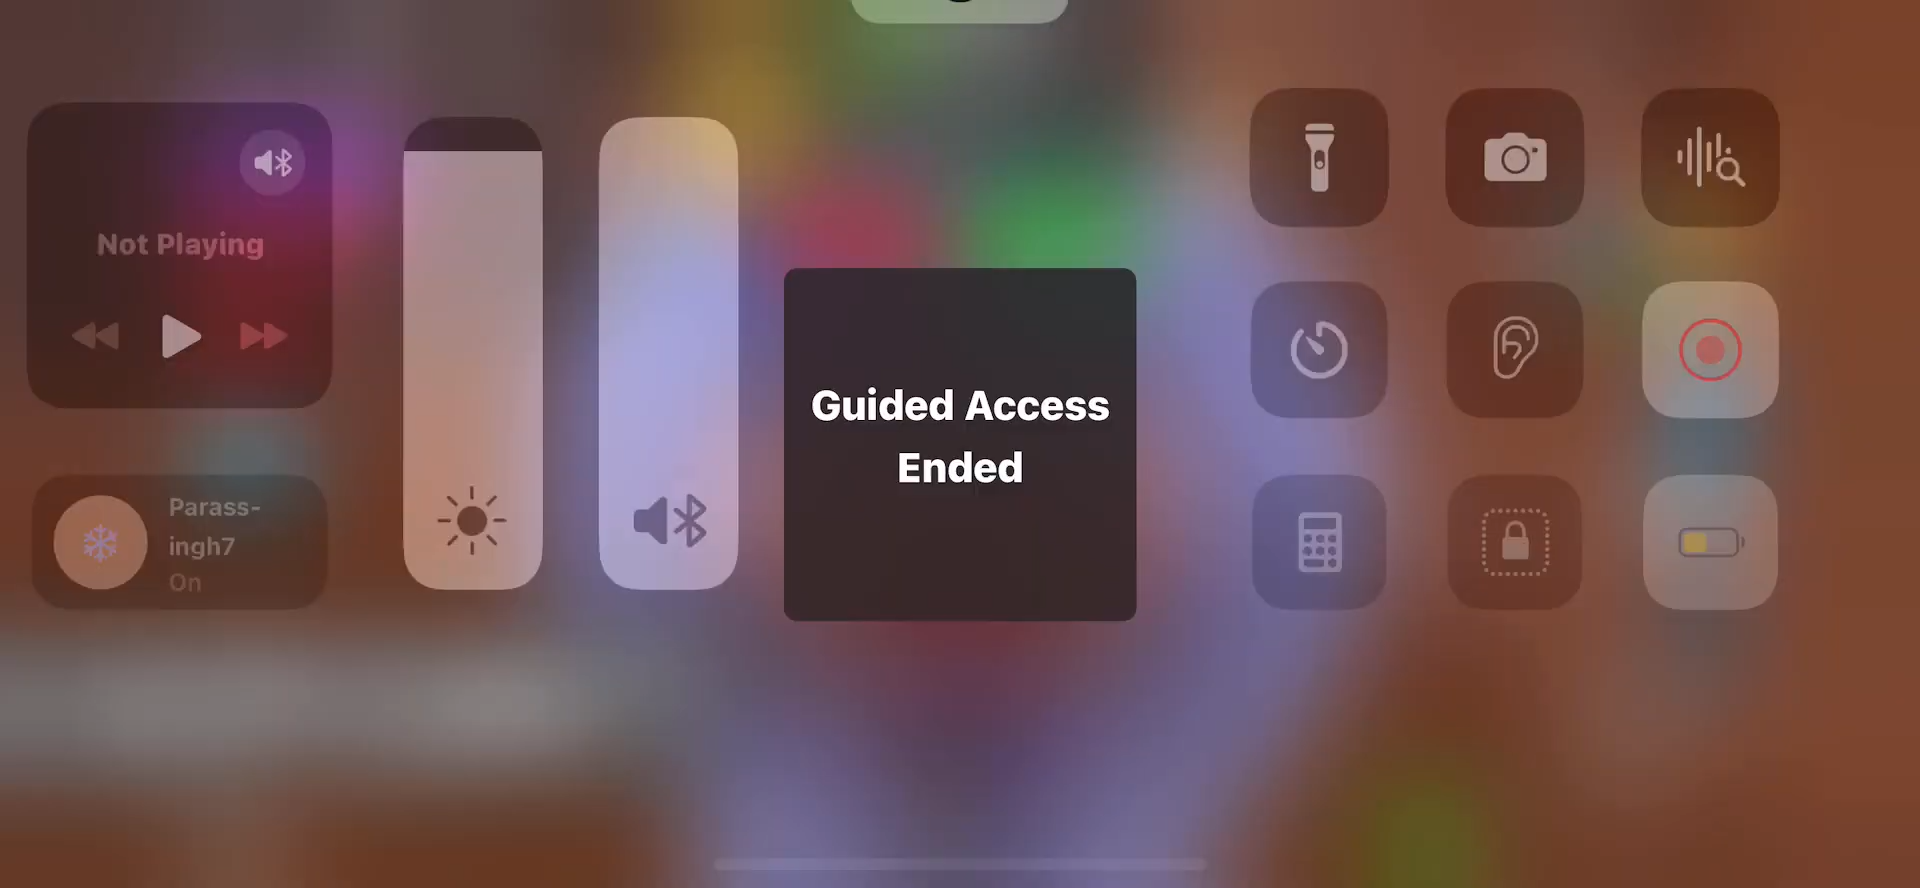 Not Playing
Parass-
ingh7
On
Guided Access
Ended